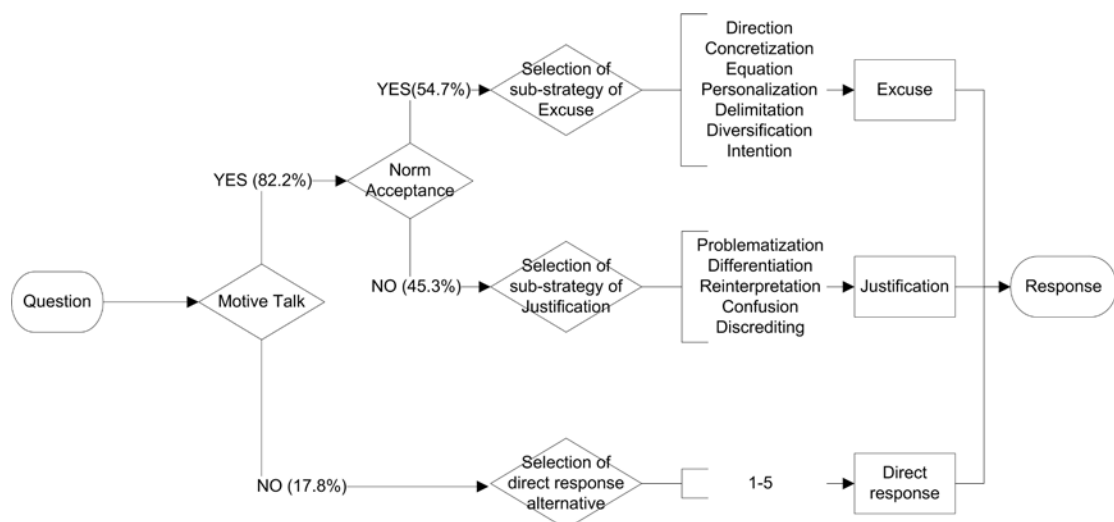 Question
Motive Talk
YES (82.2%)
NO (17.8%)
Norm
Acceptance
YES(54.7%)
NO (45.3%)
Selection of
sub-strategy of
Excuse
Direction
Concretization
Equation
Personalization
Delimitation
Diversification
Intention
Excuse
Selection of
sub-strategy of
Justification
Problematization
Differentiation
Reinterpretation
Confusion
Discrediting
Justification
Selection of
direct response
alternative
1-5
Direct
response
Response